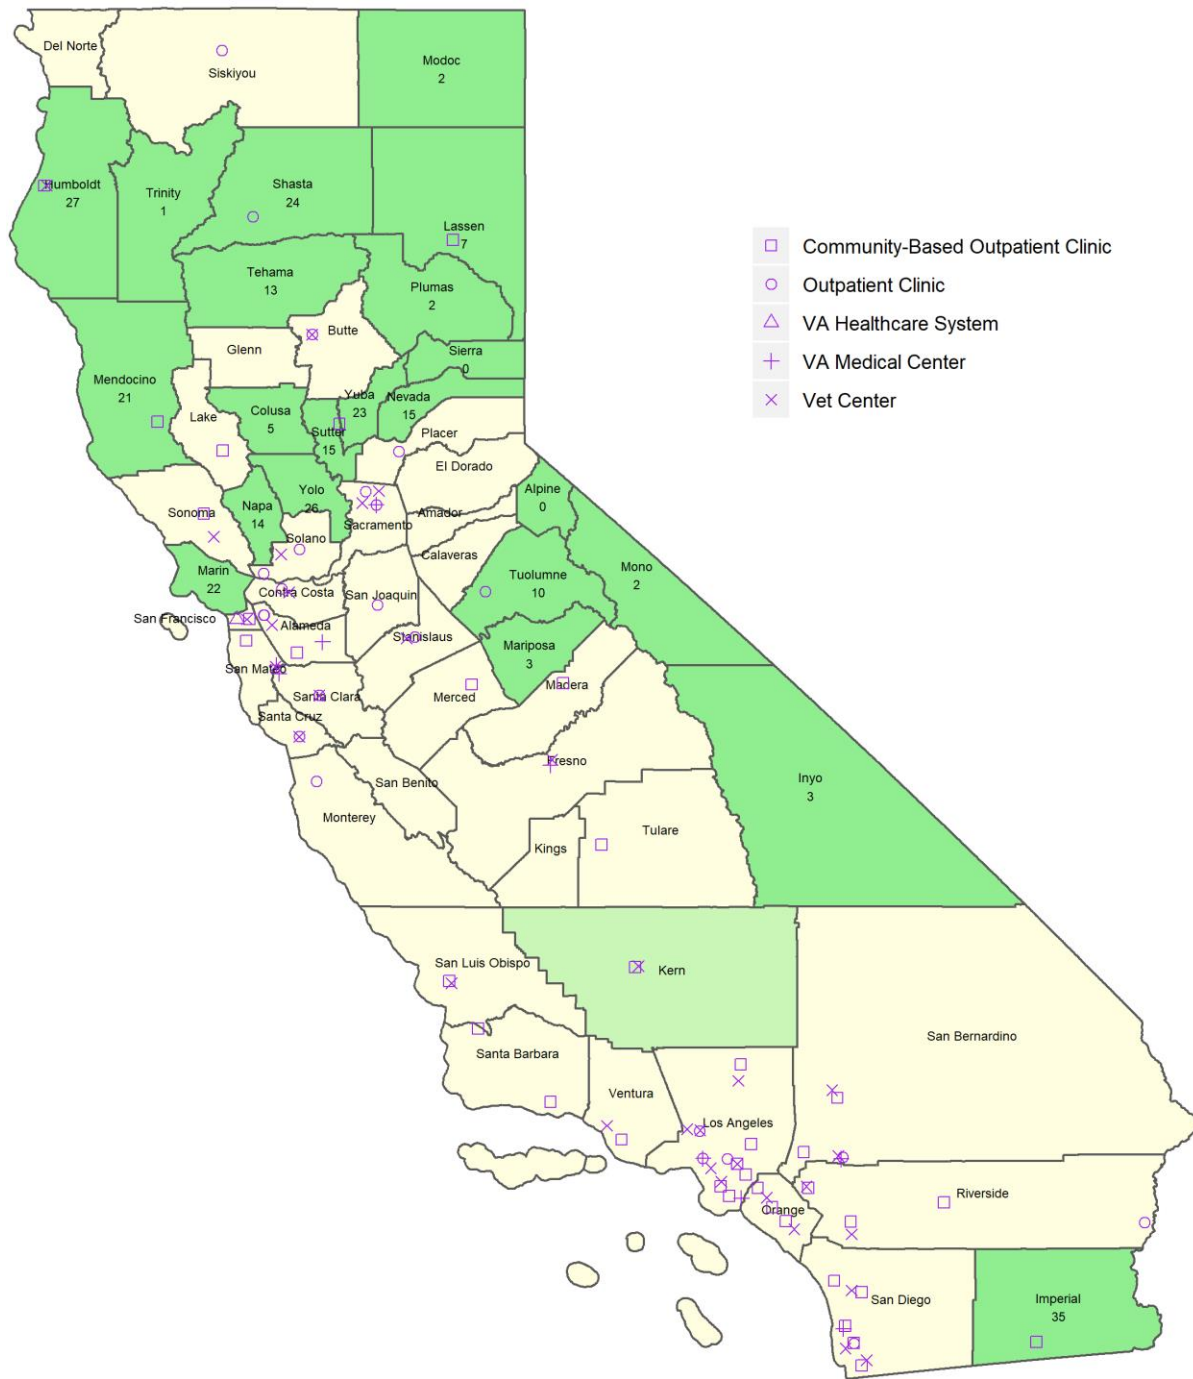 Del Norte
Siskiyou
Modoc
2
Humboldt
27
Trinity
1
Shasta
24
Lassen
7
Community-Based Outpatient Clinic
Outpatient Clinic
VA Healthcare System
VA Medical Center
Vet Center
Tehama
13
Plumas
2
Glenn
Butte
Sierra
0
Mendocino
21
Lake
Colusa
5
Sutter
15
Yuba
23
Nevada
15
Placer
El Dorado
Sonoma
Napa
14
Yolo
26
Solano
Sacramento
Amador
Alpine
0
Calaveras
Marin
22
Contra Costa
San Joaquin
Tuolumne
10
Mono
2
San Francisco
Alameda
Stanislaus
Mariposa
3
San Mateo
Santa Clara
Merced
Madera
Santa Cruz
San Benito
Fresno
Inyo
3
Monterey
Kings
Tulare
San Luis Obispo
Kern
San Bernardino
Santa Barbara
Ventura
Los Angeles
Orange
Riverside
San Diego
Imperial
35